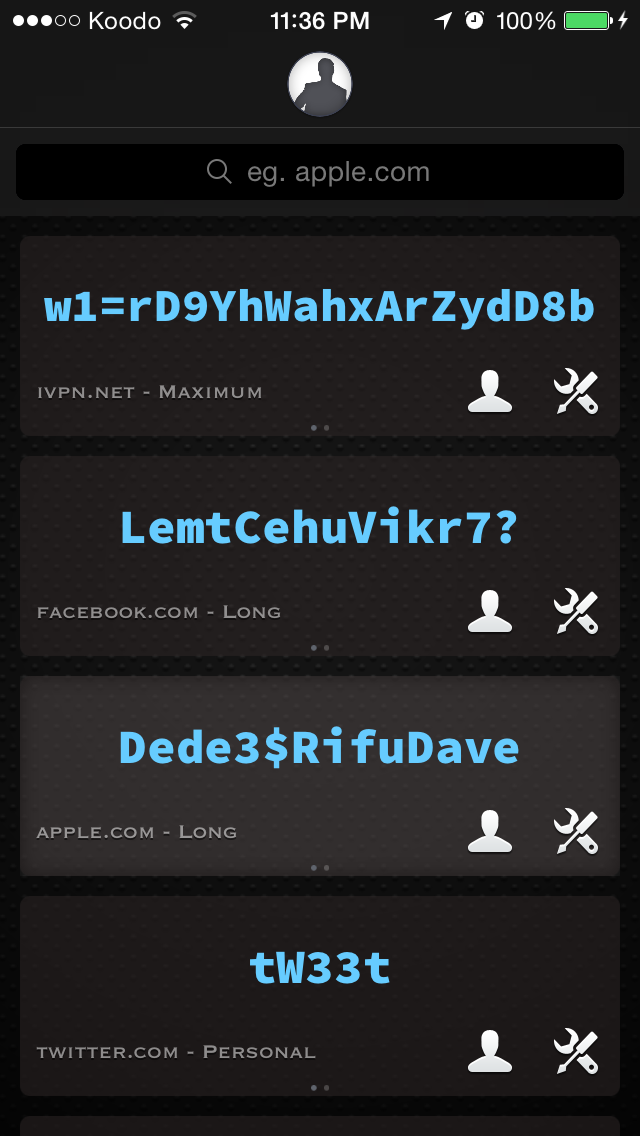 Koodo 11:36 PM 100%
eg. apple.com
w1=rD9YhWahxArZydD8b
IVPN.NET - MAXIMUM
LemtCehuVikr7?
FACEBOOK.COM - LONG
Dede3$RifuDave
APPLE.COM - LONG
tW33t
TWITTER.COM - PERSONAL